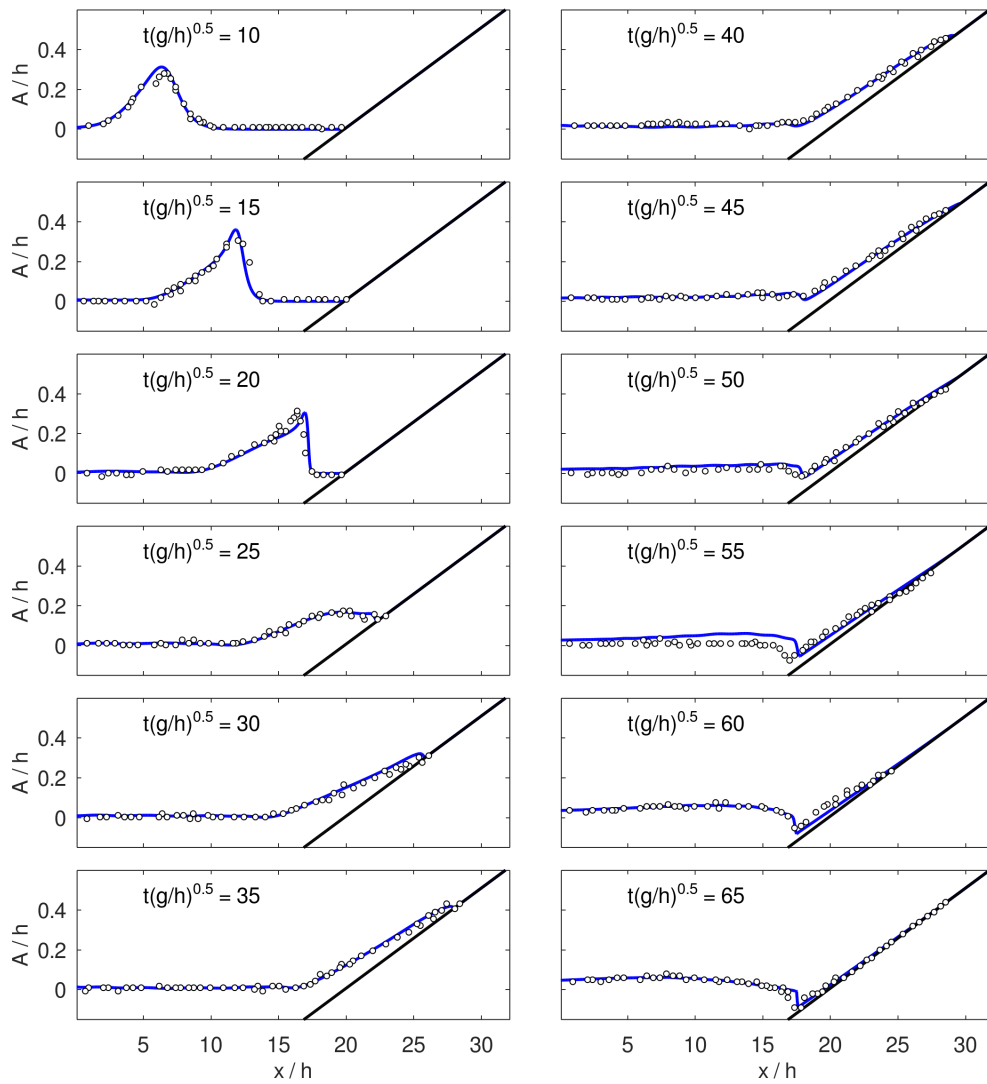 A / h
0.4
0.2
0
t(g/h)^0.5 = 10
A / h
0.4
0.2
0
t(g/h)^0.5 = 15
A / h
0.4
0.2
0
t(g/h)^0.5 = 20
A / h
0.4
0.2
0
t(g/h)^0.5 = 25
A / h
0.4
0.2
0
t(g/h)^0.5 = 30
A / h
0.4
0.2
0
t(g/h)^0.5 = 35
5 10 15 20 25 30
x / h
t(g/h)^0.5 = 40
t(g/h)^0.5 = 45
t(g/h)^0.5 = 50
t(g/h)^0.5 = 55
t(g/h)^0.5 = 60
t(g/h)^0.5 = 65
5 10 15 20 25 30
x / h